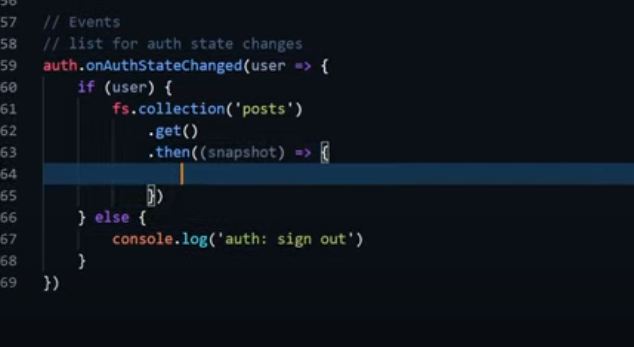 57 // Events
58 // list for auth state changes
59 auth.onAuthStateChanged(user => {
60 if (user) {
61 fs.collection('posts')
62 .get()
63 .then((snapshot) => {
64
65 })
66 } else {
67 console.log('auth: sign out')
68 }
69 })